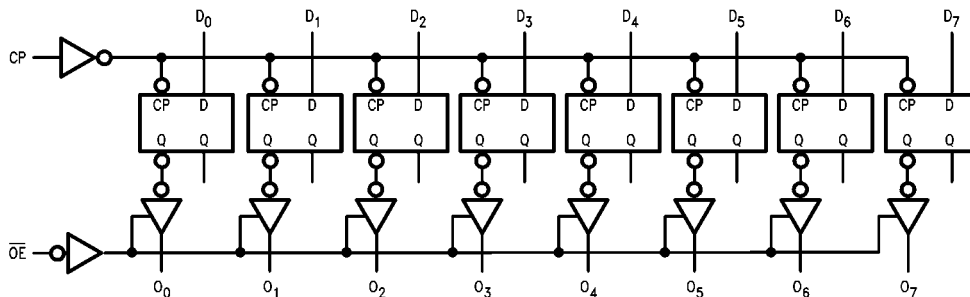 D0 D1 D2 D3 D4 D5 D6 D7
CP
CP D CP D CP D CP D CP D CP D CP D CP D
Q Q Q Q Q Q Q Q Q Q Q Q Q Q Q Q
O̅E̅
O0 O1 O2 O3 O4 O5 O6 O7